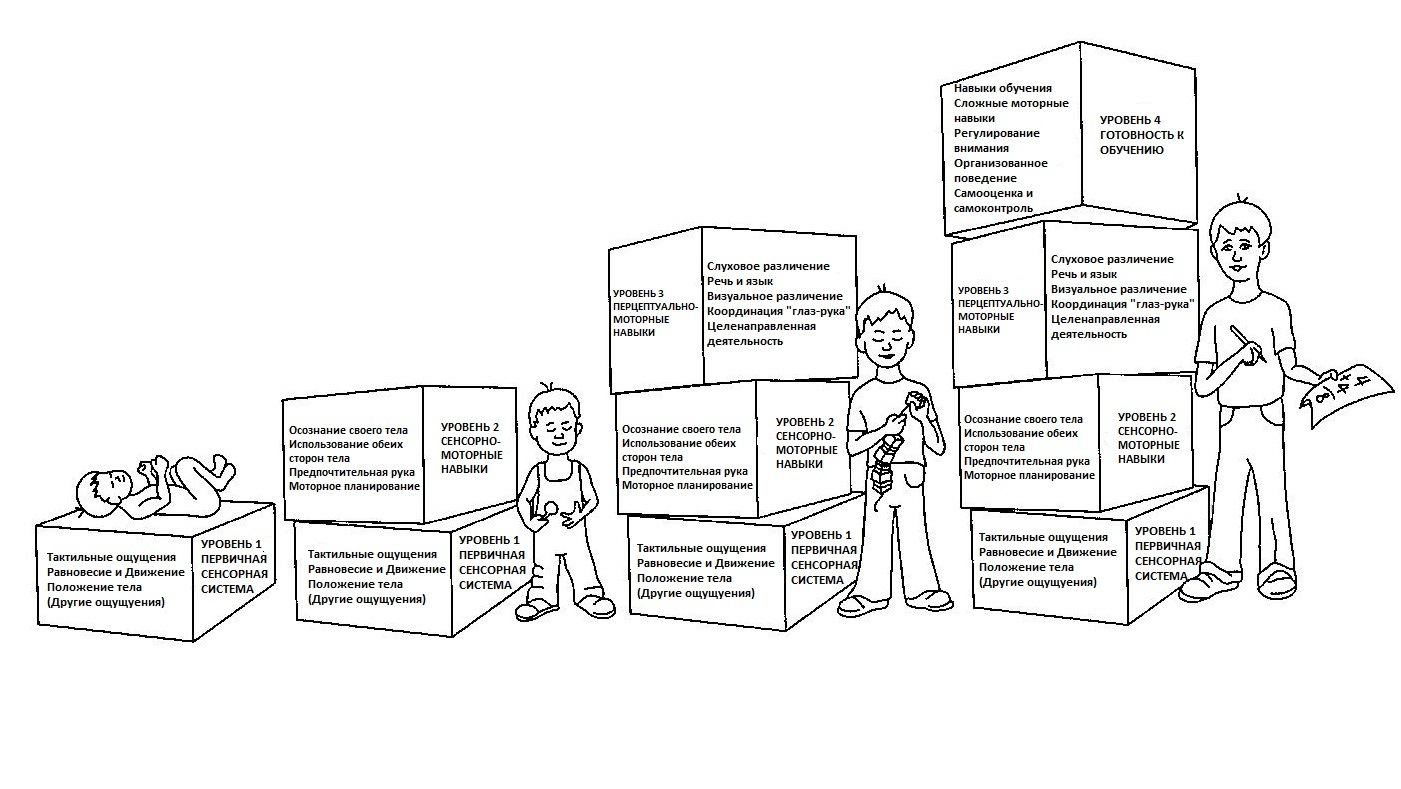 Тактильные ощущения
Равновесие и Движение
Положение тела
(Другие ощущуения)
УРОВЕНЬ 1
ПЕРВИЧНАЯ
СЕНСОРНАЯ
СИСТЕМА
Осознание своего тела
Использование обеих
сторон тела
Предпочтительная рука
Моторное планирование
УРОВЕНЬ 2
СЕНСОРНО-
МОТОРНЫЕ
НАВЫКИ
Тактильные ощущения
Равновесие и Движение
Положение тела
(Другие ощущуения)
УРОВЕНЬ 1
ПЕРВИЧНАЯ
СЕНСОРНАЯ
СИСТЕМА
УРОВЕНЬ 3
ПЕРЦЕПТУАЛЬНО-
МОТОРНЫЕ
НАВЫКИ
Слуховое различение
Речь и язык
Визуальное различение
Координация "глаз-рука"
Целенаправленная
деятельность
Осознание своего тела
Использование обеих
сторон тела
Предпочтительная рука
Моторное планирование
УРОВЕНЬ 2
СЕНСОРНО-
МОТОРНЫЕ
НАВЫКИ
Тактильные ощущения
Равновесие и Движение
Положение тела
(Другие ощущуения)
УРОВЕНЬ 1
ПЕРВИЧНАЯ
СЕНСОРНАЯ
СИСТЕМА
Навыки обучения
Сложные моторные
навыки
Регулирование
внимания
Организованное
поведение
Самооценка и
самоконтроль
УРОВЕНЬ 4
ГОТОВНОСТЬ К
ОБУЧЕНИЮ
УРОВЕНЬ 3
ПЕРЦЕПТУАЛЬНО-
МОТОРНЫЕ
НАВЫКИ
Слуховое различение
Речь и язык
Визуальное различение
Координация "глаз-рука"
Целенаправленная
деятельность
Осознание своего тела
Использование обеих
сторон тела
Предпочтительная рука
Моторное планирование
УРОВЕНЬ 2
СЕНСОРНО-
МОТОРНЫЕ
НАВЫКИ
Тактильные ощущения
Равновесие и Движение
Положение тела
(Другие ощущуения)
УРОВЕНЬ 1
ПЕРВИЧНАЯ
СЕНСОРНАЯ
СИСТЕМА
4
+4